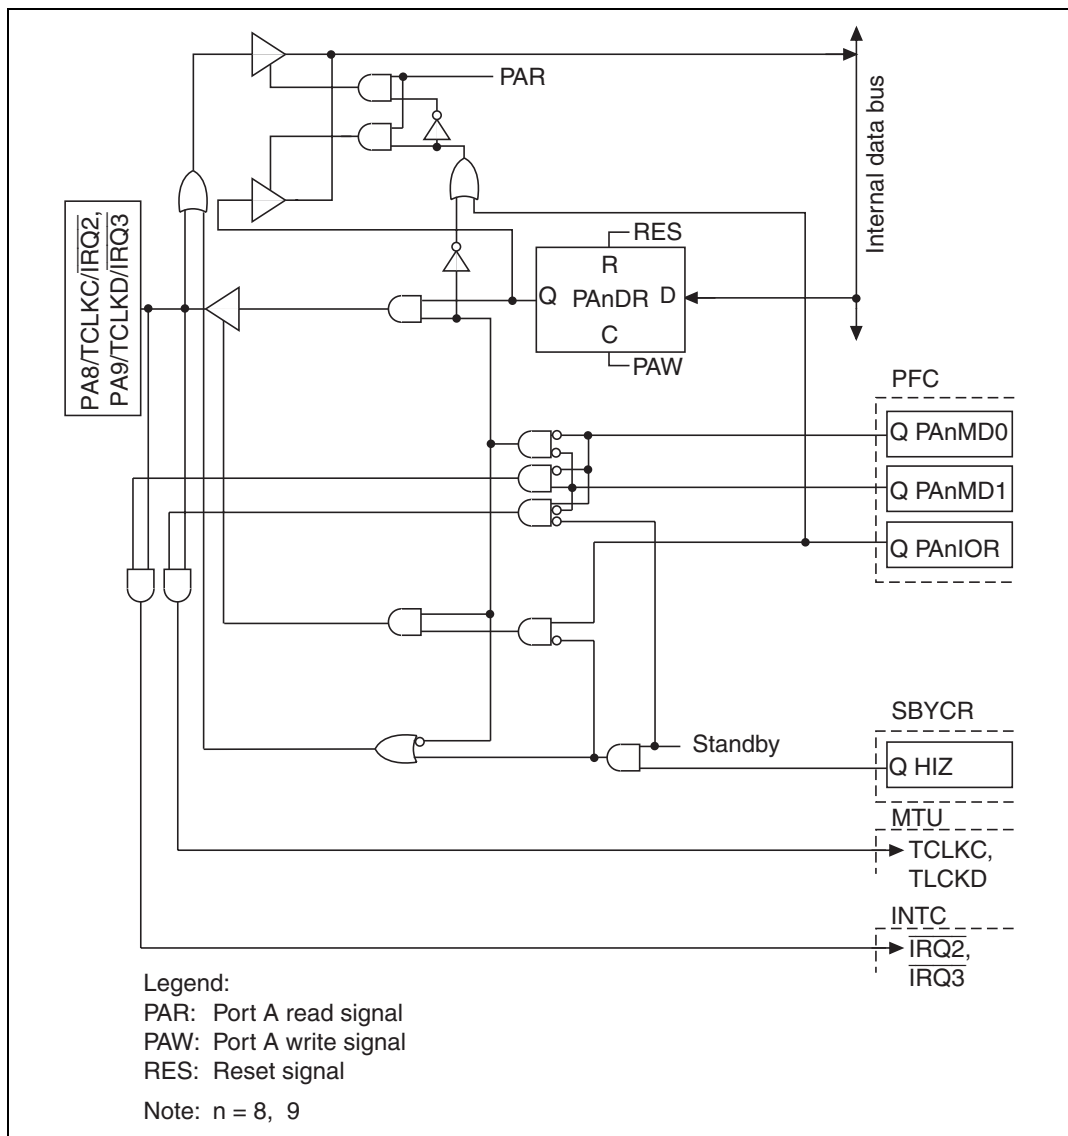 PAR
Internal data bus
PA8/TCLKC/IRQ2,
PA9/TCLKD/IRQ3
RES
R
Q PAnDR D
C
PAW
PFC
Q PAnMD0
Q PAnMD1
Q PAnIOR
SBYCR
Standby
Q HIZ
MTU
TCLKC,
TLCKD
INTC
IRQ2,
IRQ3
Legend:
PAR: Port A read signal
PAW: Port A write signal
RES: Reset signal
Note: n = 8, 9